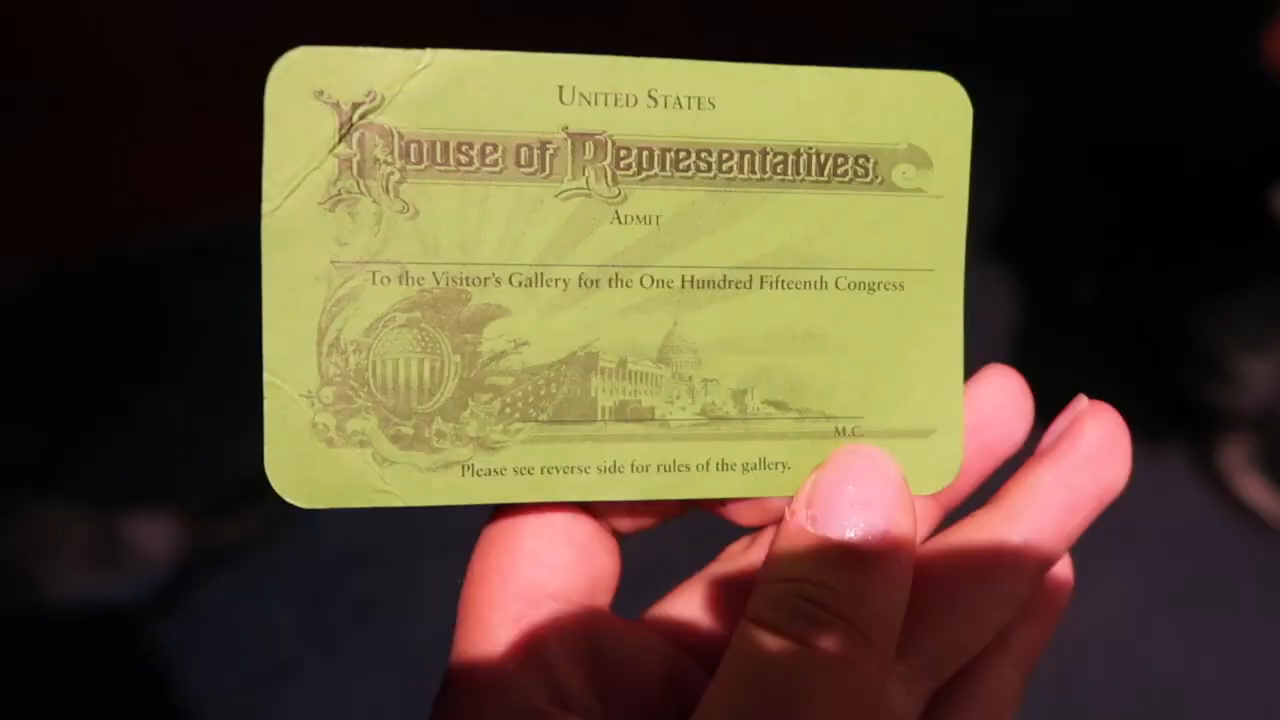 United States
House of Representatives.
Admit
To the Visitor's Gallery for the One Hundred Fifteenth Congress
M.C.
Please see reverse side for rules of the gallery.